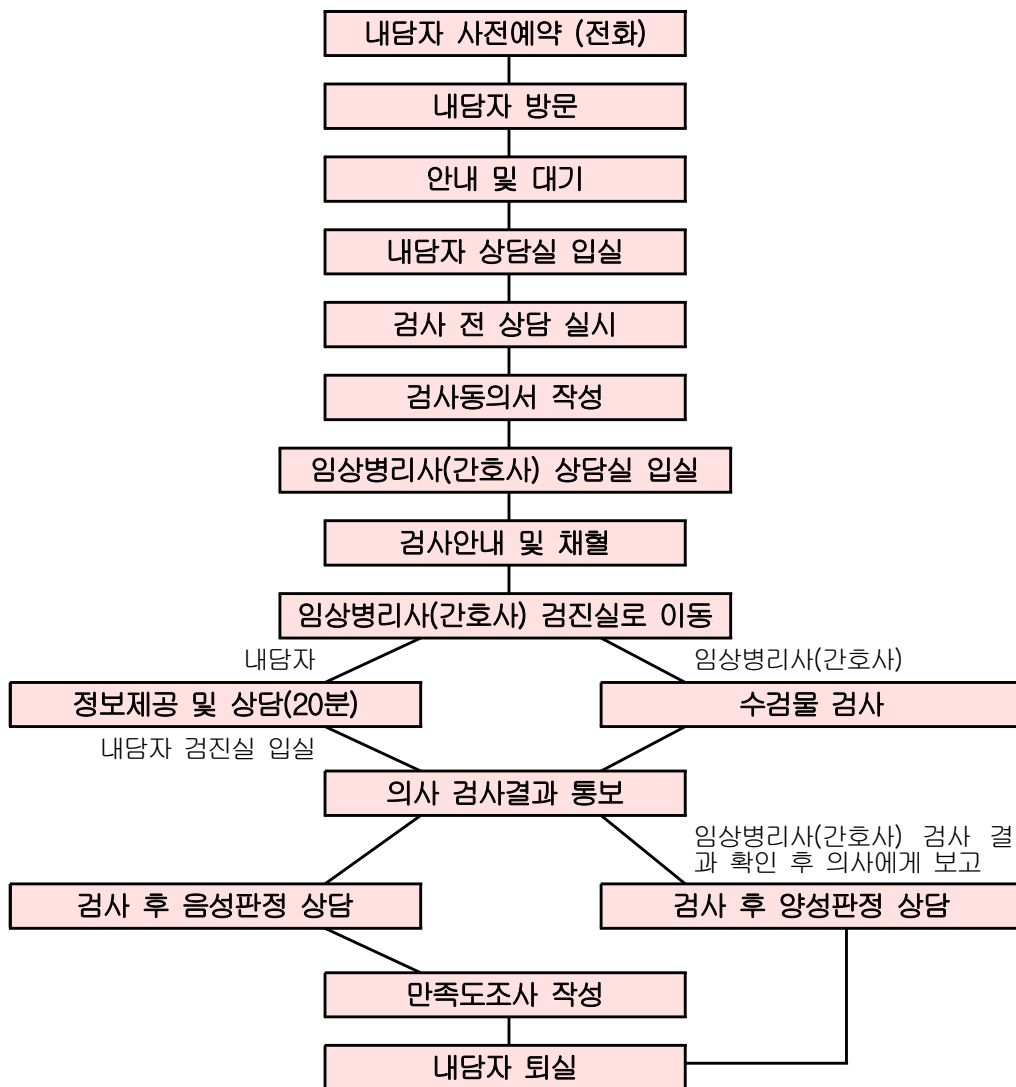 내담자 사전예약 (전화)
내담자 방문
안내 및 대기
내담자 상담실 입실
검사 전 상담 실시
검사동의서 작성
임상병리사(간호사) 상담실 입실
검사안내 및 채혈
임상병리사(간호사) 검진실로 이동
내담자
임상병리사(간호사)
정보제공 및 상담(20분)
수검물 검사
내담자 검진실 입실
의사 검사결과 통보
임상병리사(간호사) 검사 결
과 확인 후 의사에게 보고
검사 후 음성판정 상담
검사 후 양성판정 상담
만족도조사 작성
내담자 퇴실